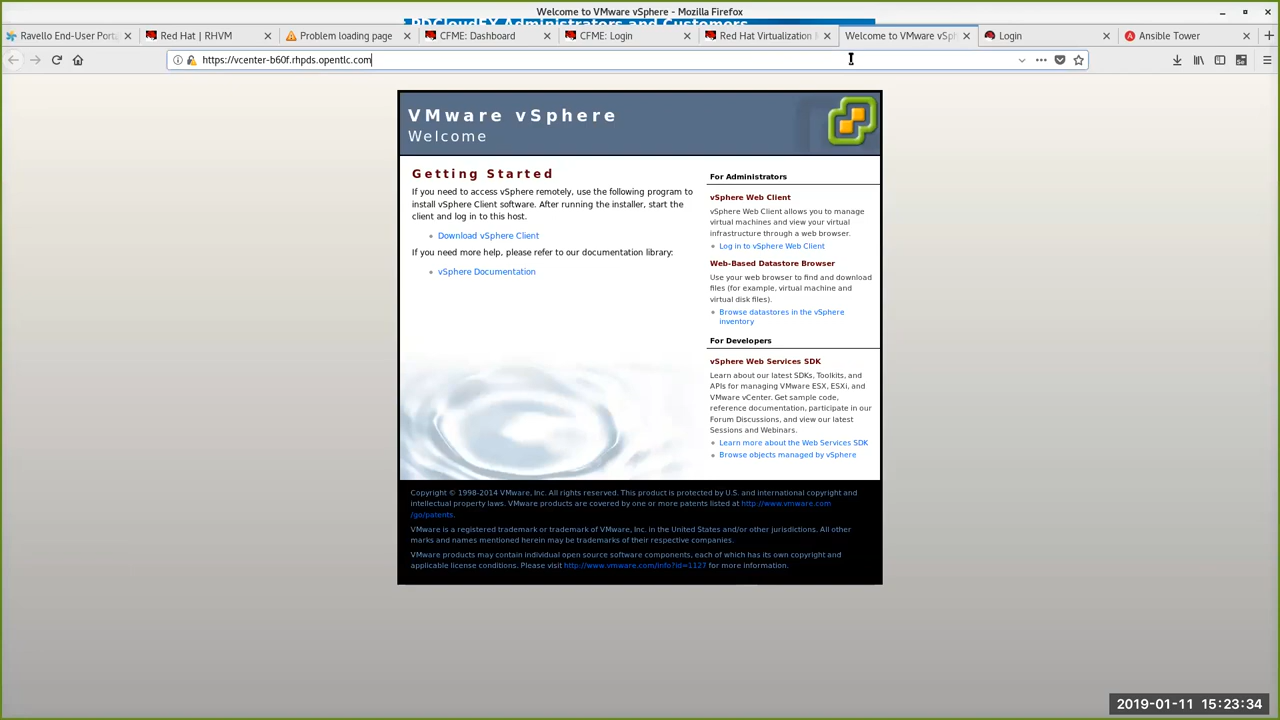 Welcome to VMware vSphere - Mozilla Firefox
Administrators and Customers
Ravello End-User Port
Red Hat | RHVM
Problem loading page
CFME: Dashboard
CFME: Login
Red Hat Virtualization
Welcome to VMware vSph
Login
Ansible Tower
https://vcenter-b60f.rhpds.opentlc.com
VMware vSphere
Welcome
Getting Started
If you need to access vSphere remotely, use the following program to
install vSphere Client software. After running the installer, start the
client and log in to this host.
Download vSphere Client
If you need more help, please refer to our documentation library:
vSphere Documentation
For Administrators
vSphere Web Client
vSphere Web Client allows you to manage
virtual machines and view your virtual
infrastructure through a web browser.
Log in to vSphere Web Client
Web-Based Datastore Browser
Use your web browser to find and download
files (for example, virtual machine and
virtual disk files).
Browse datastores in the vSphere
inventory
For Developers
vSphere Web Services SDK
Learn about our latest SDKs, Toolkits, and
APIs for managing VMware ESX, ESXi, and
VMware vCenter. Get sample code,
reference documentation, participate in our
Forum Discussions, and view our latest
Sessions and Webinars.
Learn more about the Web Services SDK
Browse objects managed by vSphere
Copyright © 1998-2014 VMware, Inc. All rights reserved. This product is protected by U.S. and international copyright and
intellectual property laws. VMware products are covered by one or more patents listed at http://www.vmware.com
/go/patents.
VMware is a registered trademark or trademark of VMware, Inc. in the United States and/or other jurisdictions. All other
marks and names mentioned herein may be trademarks of their respective companies.
VMware products may contain individual open source software components, each of which has its own copyright and
applicable license conditions. Please visit http://www.vmware.com/info?id=1127 for more information.
2019-01-11 15:23:34